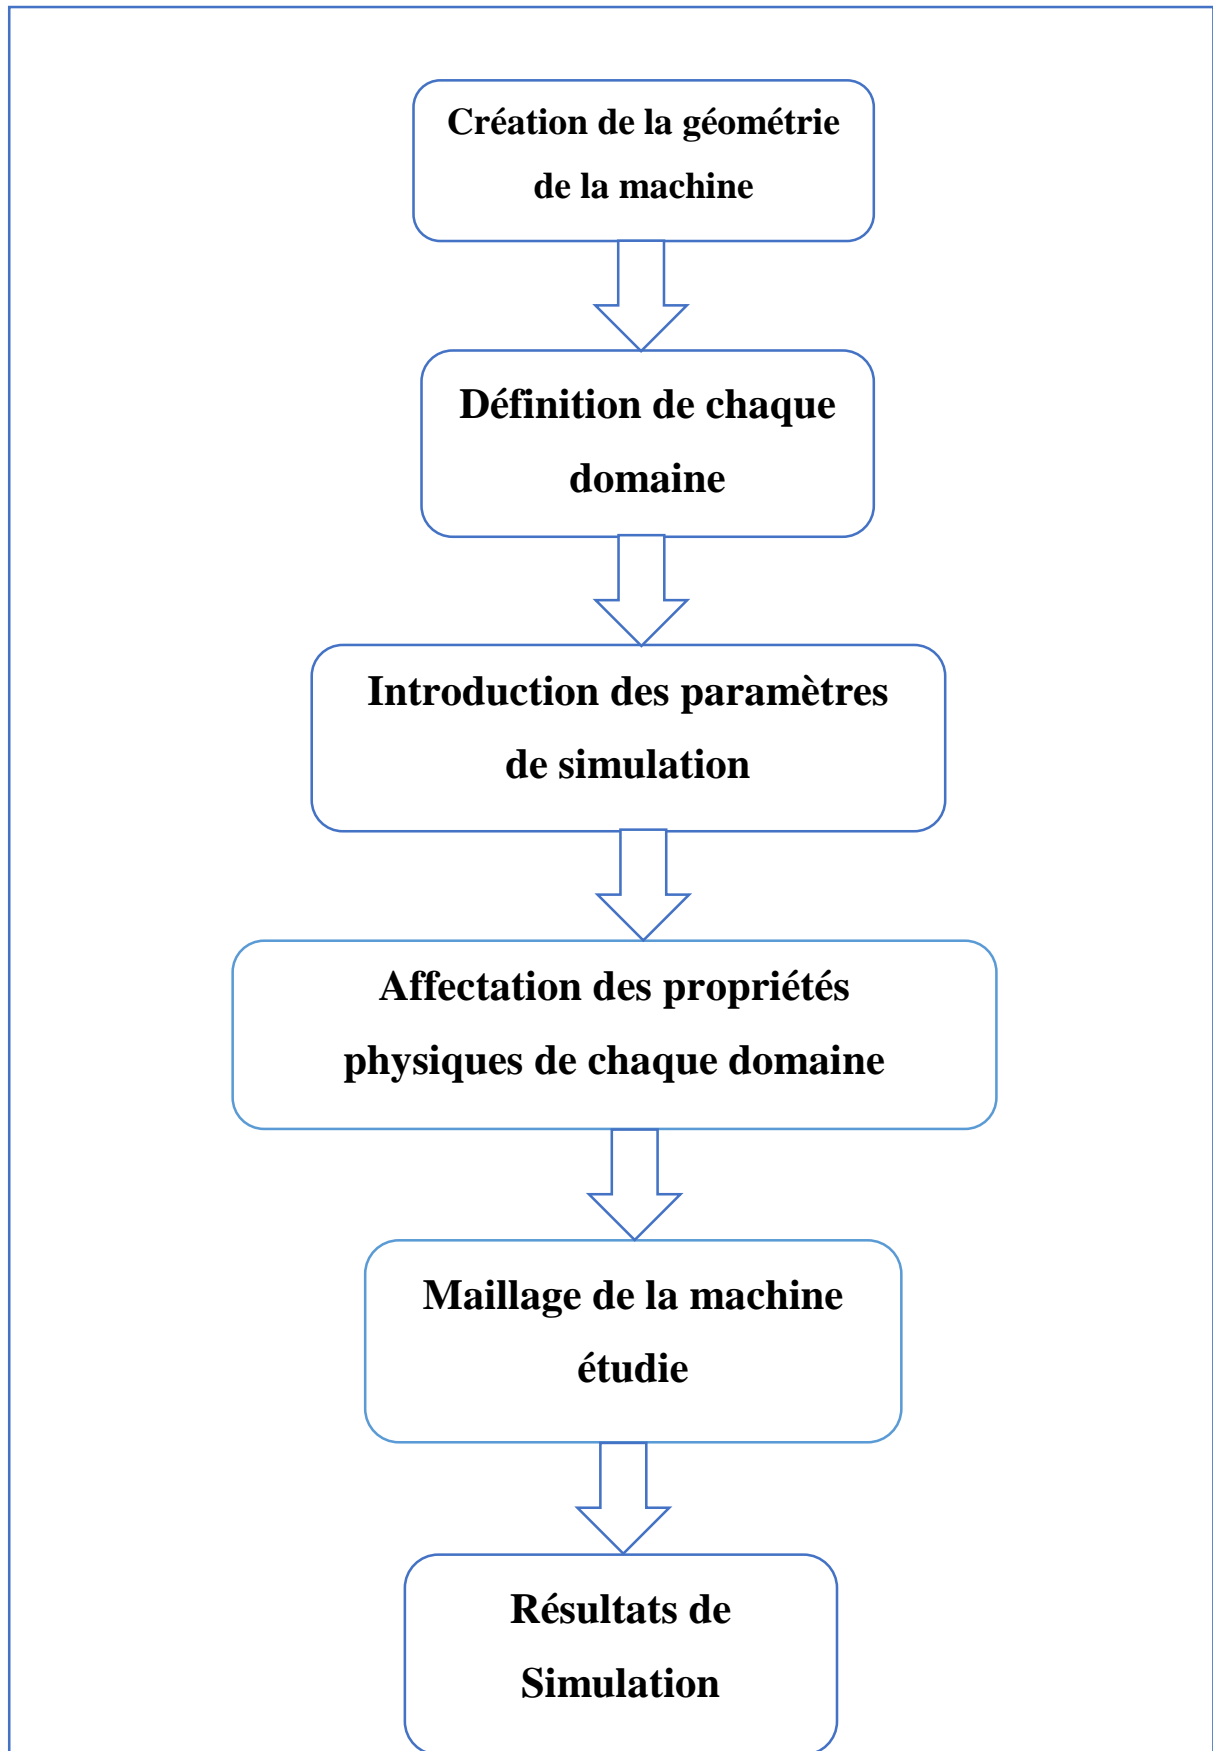 Création de la géométrie
de la machine
Définition de chaque
domaine
Introduction des paramètres
de simulation
Affectation des propriétés
physiques de chaque domaine
Maillage de la machine
étudie
Résultats de
Simulation